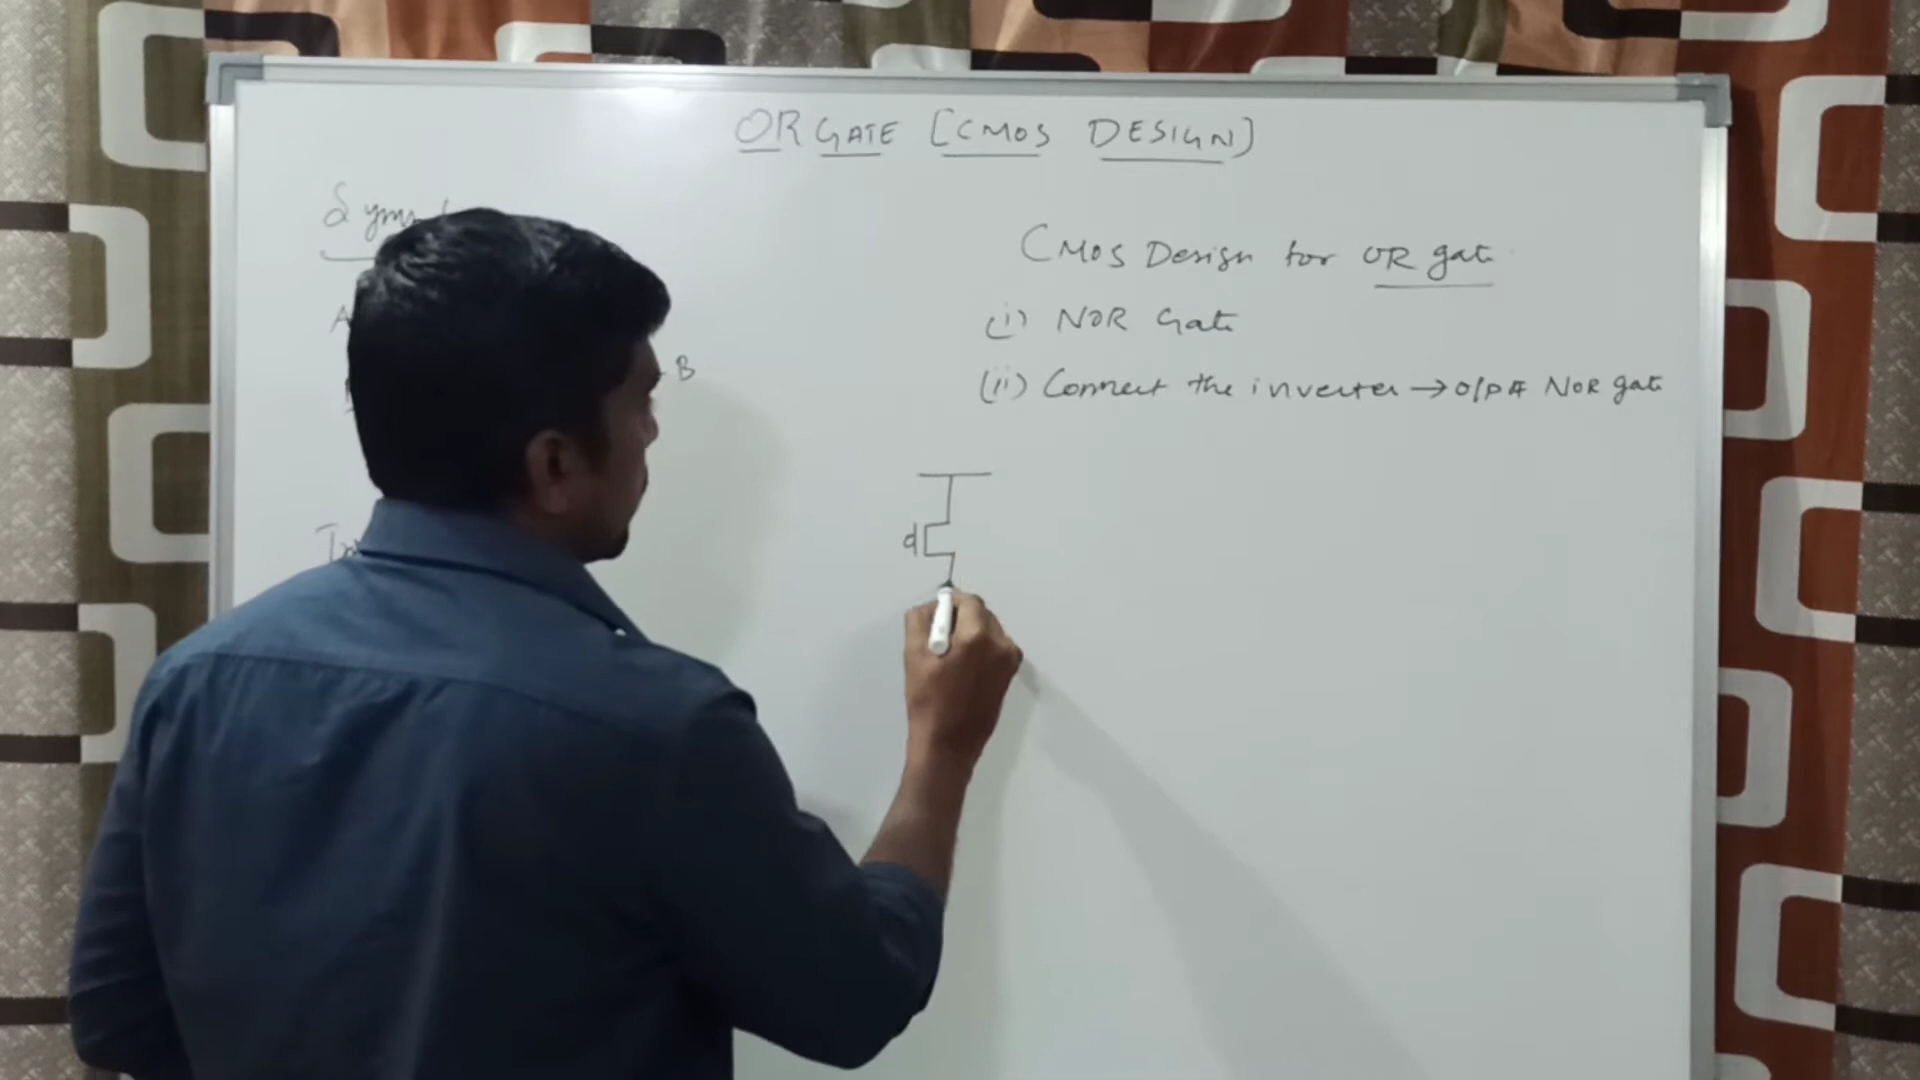 OR GATE [CMOS DESIGN]
A
B
CMOS Design for OR gate
(i) NOR Gate
(ii) Connect the inverter → o/p of NOR gate